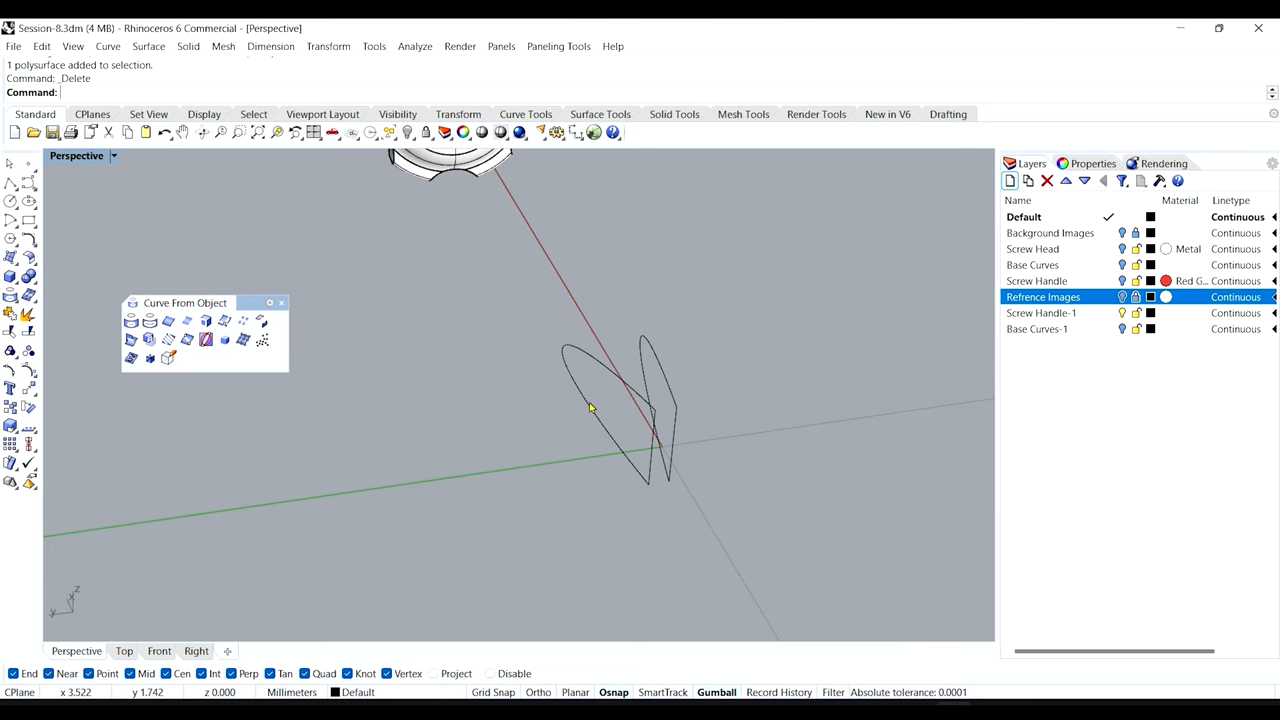 Session-8.3dm (4 MB) - Rhinoceros 6 Commercial - [Perspective]
File Edit View Curve Surface Solid Mesh Dimension Transform Tools Analyze Render Panels Paneling Tools Help
1 polysurface added to selection.
Command: _Delete
Command:
Standard CPlanes Set View Display Select Viewport Layout Visibility Transform Curve Tools Surface Tools Solid Tools Mesh Tools Render Tools New in V6 Drafting
Perspective
Layers Properties Rendering
Name Material Linetype
Default Continuous
Background Images Continuous
Screw Head Metal Continuous
Base Curves Continuous
Screw Handle Red G... Continuous
Refrence Images Continuous
Screw Handle-1 Continuous
Base Curves-1 Continuous
Curve From Object
z
x
y
Perspective Top Front Right
End Near Point Mid Cen Int Perp Tan Quad Knot Vertex Project Disable
CPlane x 3.522 y 1.742 z 0.000 Millimeters Default Grid Snap Ortho Planar Osnap SmartTrack Gumball Record History Filter Absolute tolerance: 0.0001